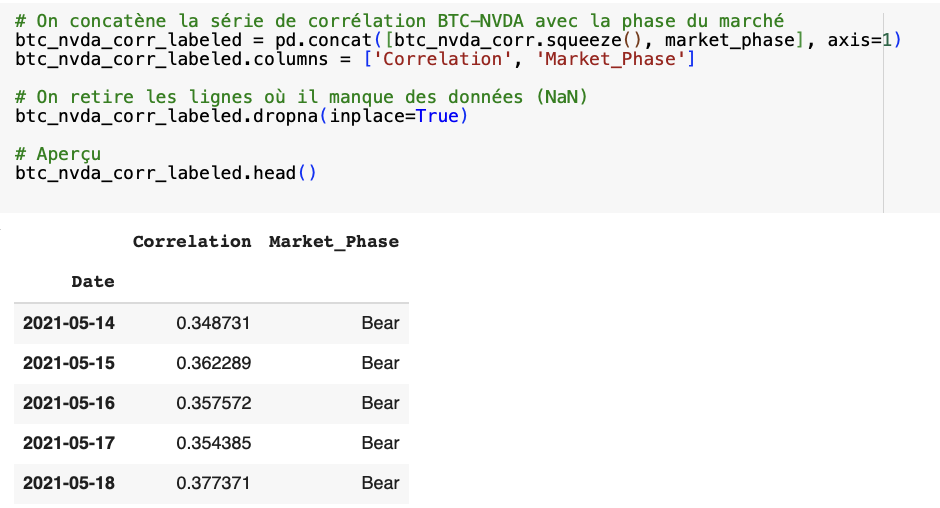 # On concatène la série de corrélation BTC–NVDA avec la phase du marché
btc_nvda_corr_labeled = pd.concat([btc_nvda_corr.squeeze(), market_phase], axis=1)
btc_nvda_corr_labeled.columns = ['Correlation', 'Market_Phase']
# On retire les lignes où il manque des données (NaN)
btc_nvda_corr_labeled.dropna(inplace=True)
# Aperçu
btc_nvda_corr_labeled.head()
Correlation Market_Phase
Date
2021-05-14 0.348731 Bear
2021-05-15 0.362289 Bear
2021-05-16 0.357572 Bear
2021-05-17 0.354385 Bear
2021-05-18 0.377371 Bear